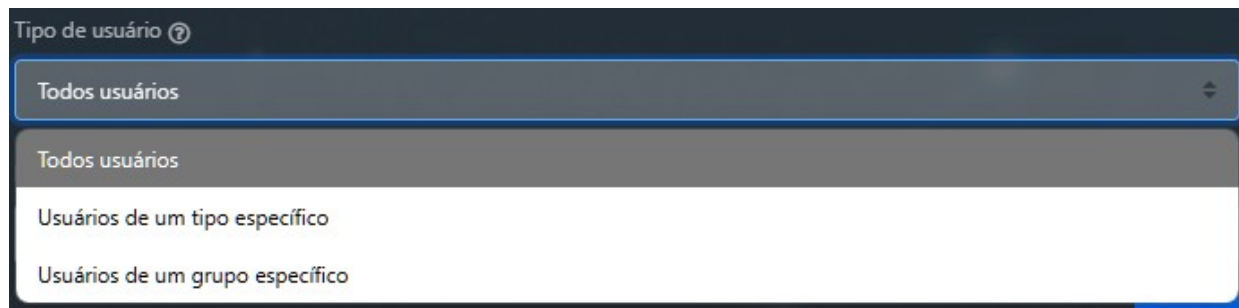 Tipo de usuário
Todos usuários
Todos usuários
Usuários de um tipo específico
Usuários de um grupo específico